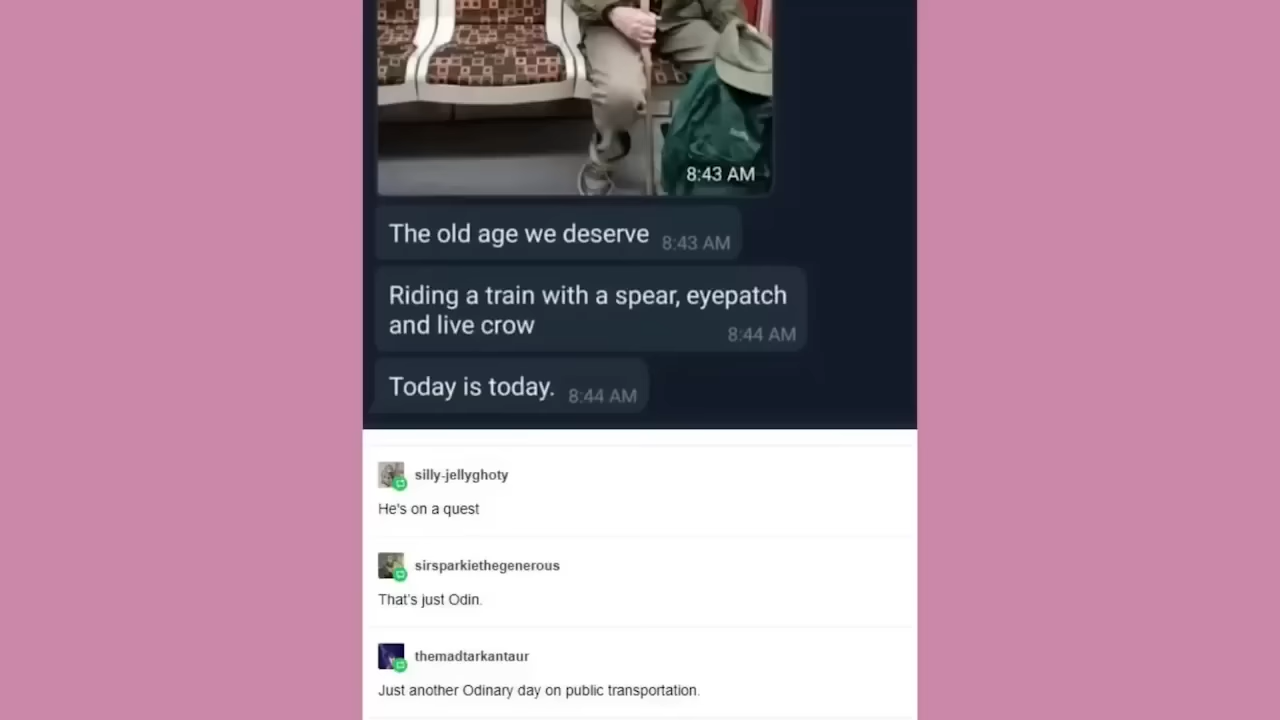 8:43 AM
The old age we deserve 8:43 AM
Riding a train with a spear, eyepatch
and live crow 8:44 AM
Today is today. 8:44 AM
silly-jellyghoty
He's on a quest
sirsparkiethegenerous
That's just Odin.
themadtarkantaur
Just another Odinary day on public transportation.